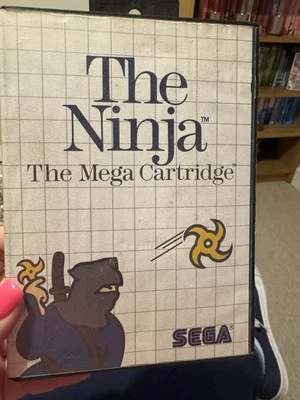 The
Ninja™
The Mega Cartridge™
SEGA